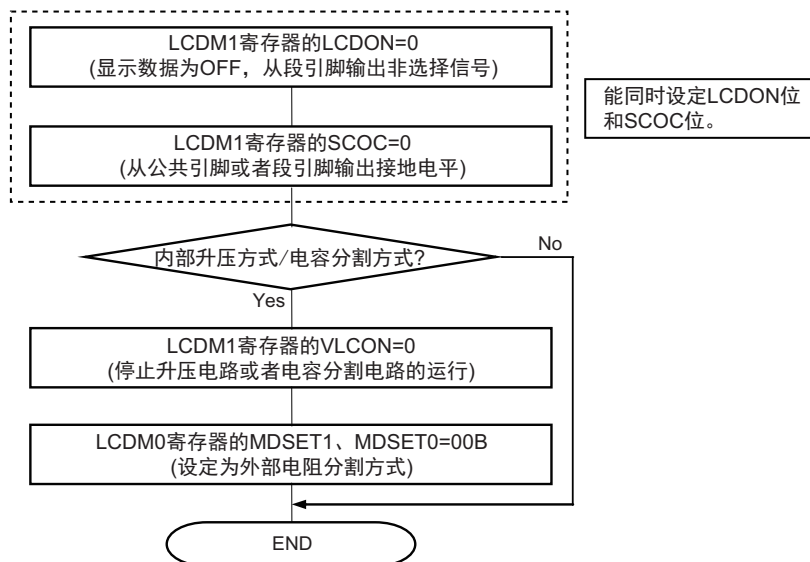 LCDM1寄存器的LCDON=0
(显示数据为OFF，从段引脚输出非选择信号)
能同时设定LCDON位
和SCOC位。
LCDM1寄存器的SCOC=0
(从公共引脚或者段引脚输出接地电平)
内部升压方式/电容分割方式?
No
Yes
LCDM1寄存器的VLCON=0
(停止升压电路或者电容分割电路的运行)
LCDM0寄存器的MDSET1、MDSET0=00B
(设定为外部电阻分割方式)
END